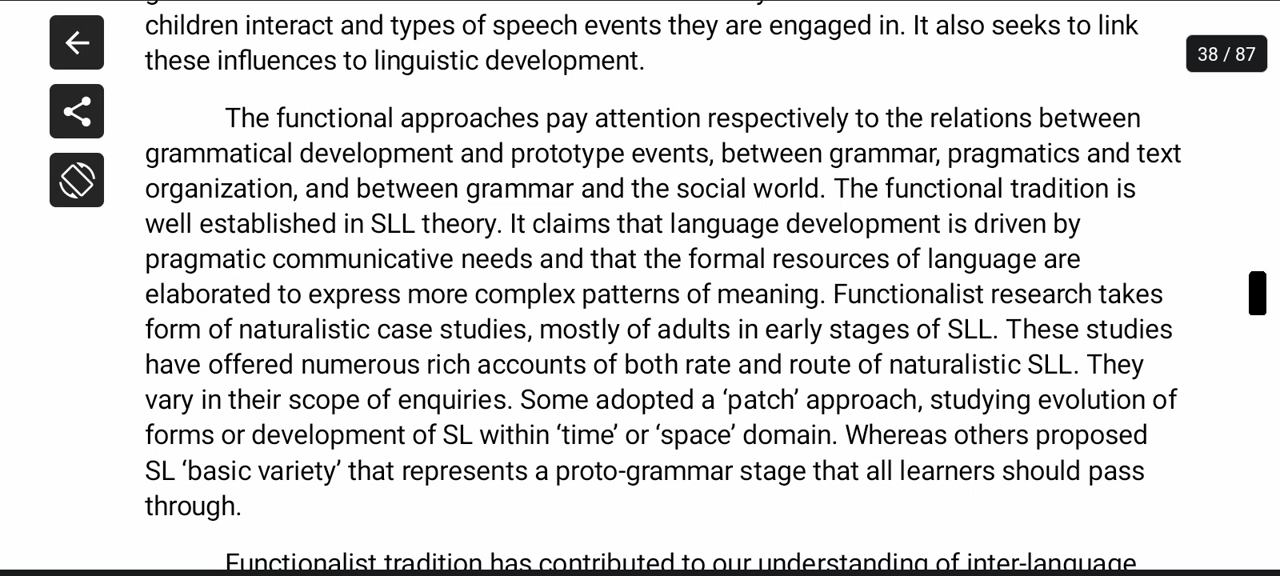 children interact and types of speech events they are engaged in. It also seeks to link
these influences to linguistic development.
38 / 87
The functional approaches pay attention respectively to the relations between
grammatical development and prototype events, between grammar, pragmatics and text
organization, and between grammar and the social world. The functional tradition is
well established in SLL theory. It claims that language development is driven by
pragmatic communicative needs and that the formal resources of language are
elaborated to express more complex patterns of meaning. Functionalist research takes
form of naturalistic case studies, mostly of adults in early stages of SLL. These studies
have offered numerous rich accounts of both rate and route of naturalistic SLL. They
vary in their scope of enquiries. Some adopted a ‘patch’ approach, studying evolution of
forms or development of SL within ‘time’ or ‘space’ domain. Whereas others proposed
SL ‘basic variety’ that represents a proto-grammar stage that all learners should pass
through.
Functionalist tradition has contributed to our understanding of inter-language